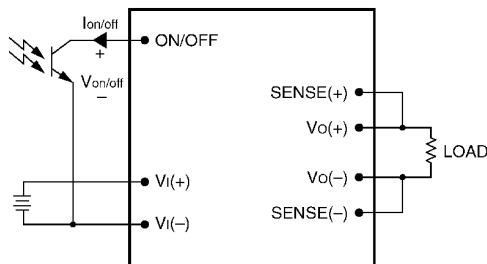 Ion/off
+
Von/off
–
ON/OFF
SENSE(+)
VO(+)
LOAD
VO(–)
SENSE(–)
VI(+)
VI(–)